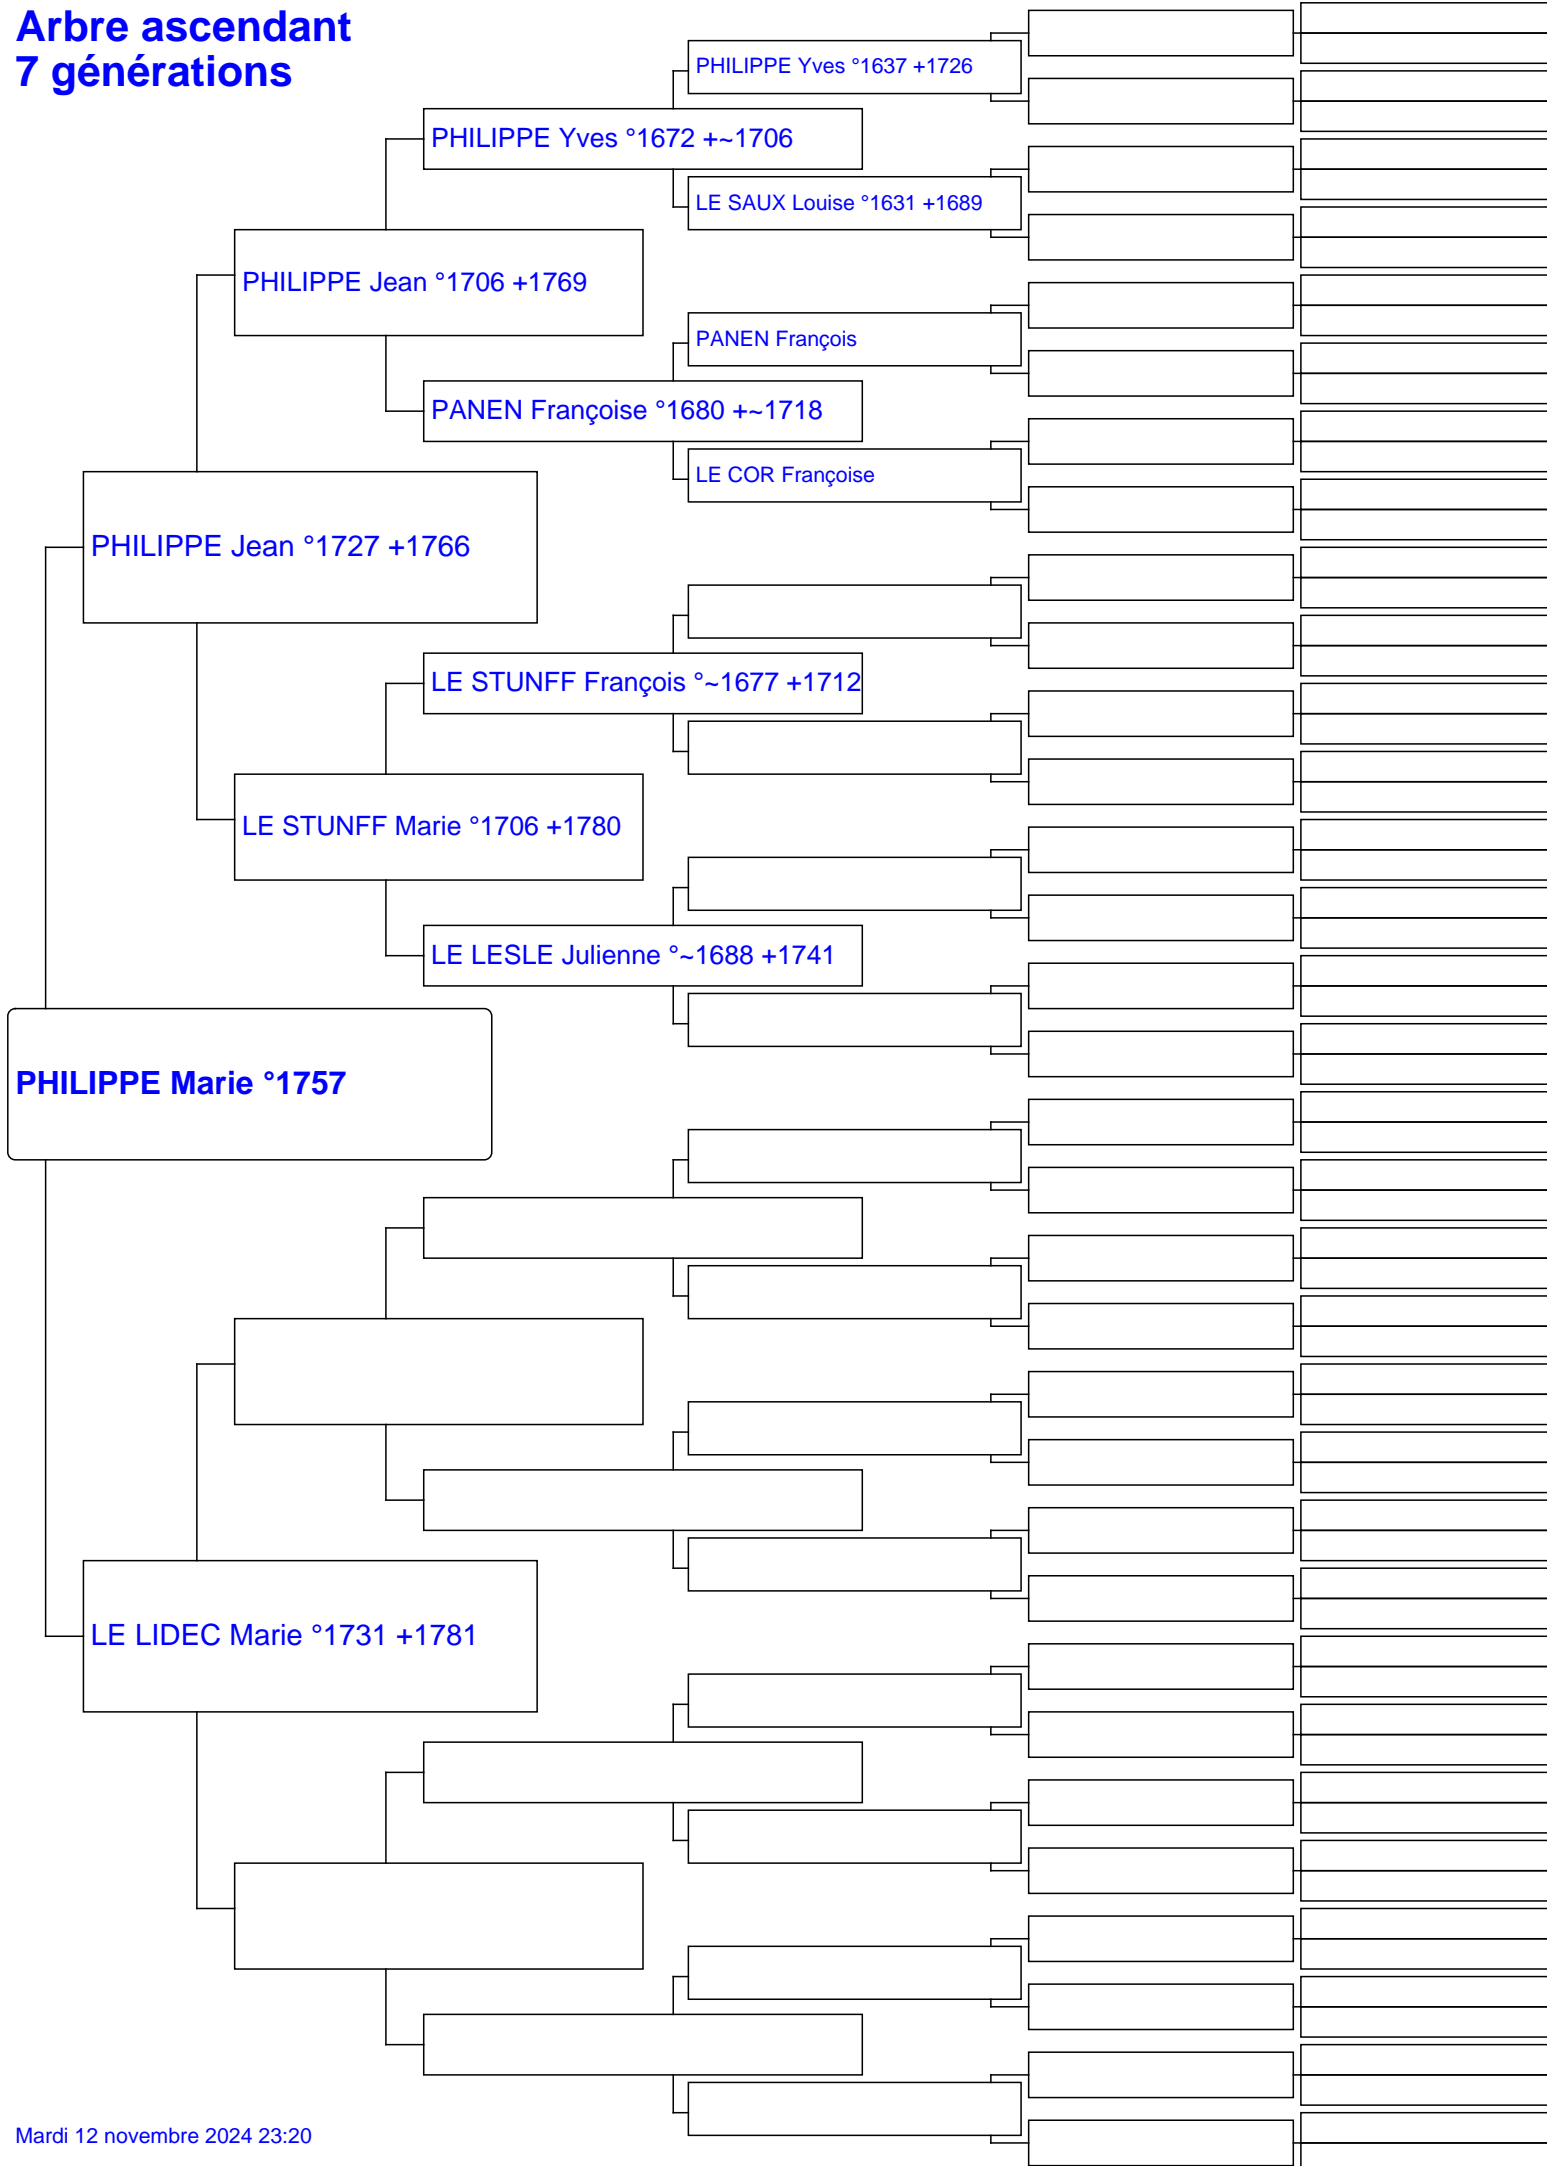 Arbre ascendant
7 générations
PHILIPPE Yves °1637 +1726
PHILIPPE Yves °1672 +~1706
LE SAUX Louise °1631 +1689
PHILIPPE Jean °1706 +1769
PANEN François
PANEN Françoise °1680 +~1718
LE COR Françoise
PHILIPPE Jean °1727 +1766
LE STUNFF François °~1677 +1712
LE STUNFF Marie °1706 +1780
LE LESLE Julienne °~1688 +1741
PHILIPPE Marie °1757
LE LIDEC Marie °1731 +1781
Mardi 12 novembre 2024 23:20